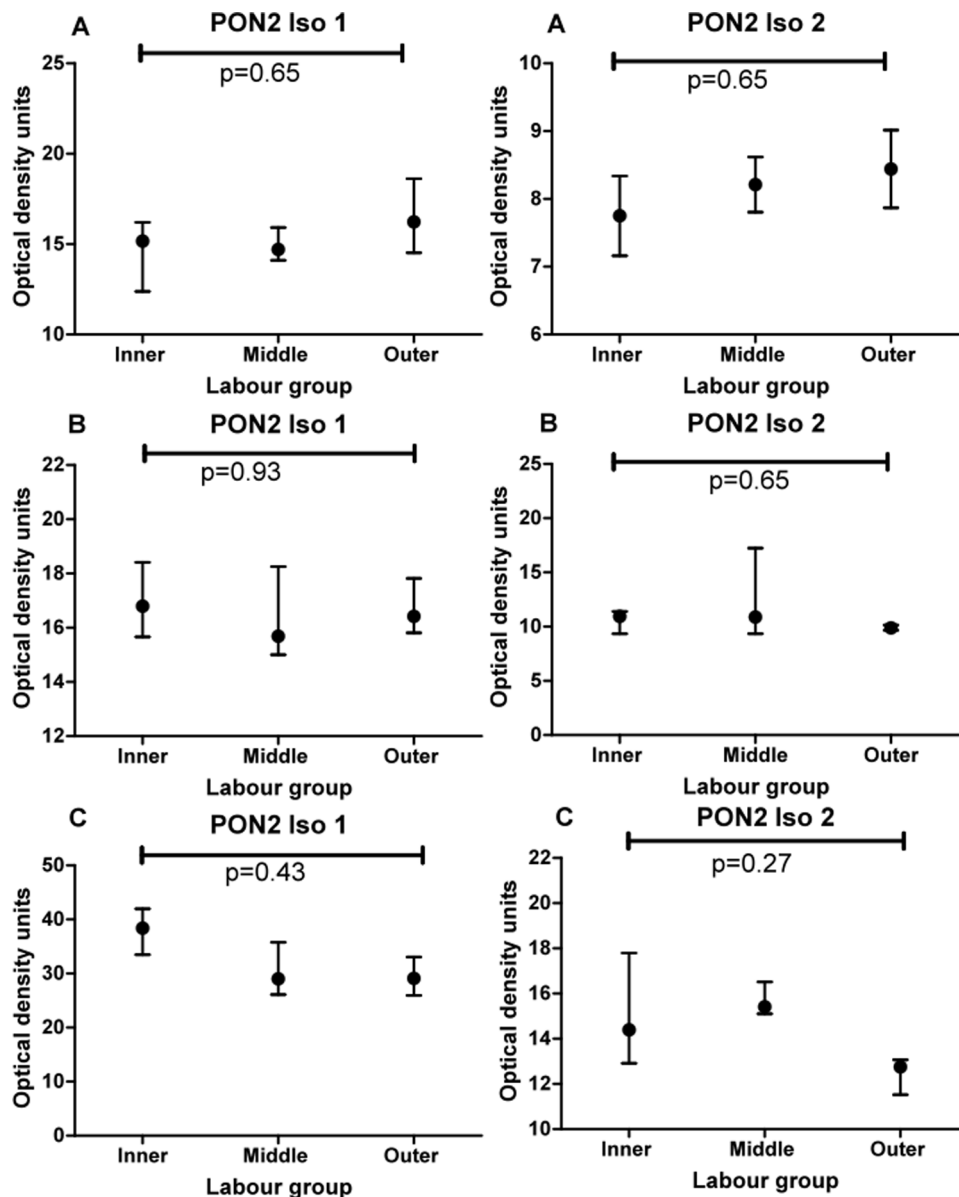 A
PON2 Iso 1
p=0.65
Optical density units
25
20
15
10
Inner Middle Outer
Labour group
A
PON2 Iso 2
p=0.65
Optical density units
10
9
8
7
6
Inner Middle Outer
Labour group
B
PON2 Iso 1
p=0.93
Optical density units
22
20
18
16
14
12
Inner Middle Outer
Labour group
B
PON2 Iso 2
p=0.65
Optical density units
25
20
15
10
5
0
Inner Middle Outer
Labour group
C
PON2 Iso 1
p=0.43
Optical density units
50
40
30
20
10
0
Inner Middle Outer
Labour group
C
PON2 Iso 2
p=0.27
Optical density units
22
20
18
16
14
12
10
Inner Middle Outer
Labour group